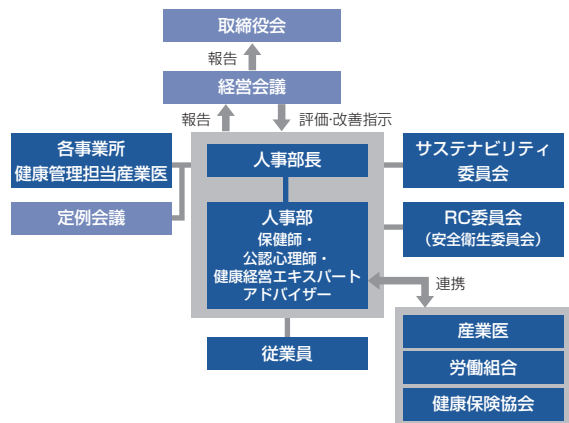 取締役会
報告
経営会議
報告
評価・改善指示
各事業所
健康管理担当産業医
定例会議
人事部長
人事部
保健師・
公認心理師・
健康経営エキスパート
アドバイザー
サステナビリティ
委員会
RC委員会
（安全衛生委員会）
連携
従業員
産業医
労働組合
健康保険協会